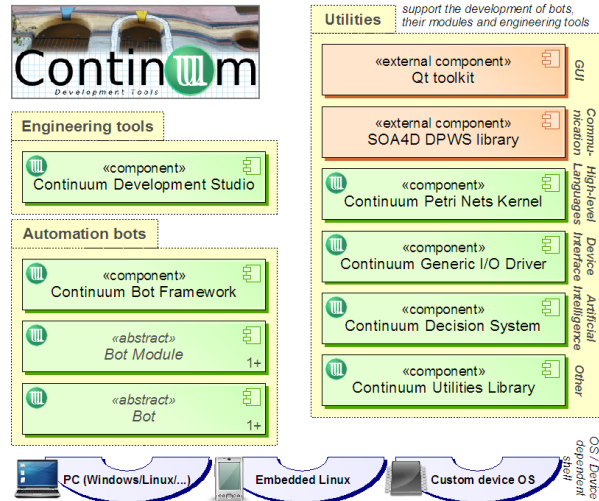 Continuum
Development Tools
Engineering tools
«component»
Continuum Development Studio
Automation bots
«component»
Continuum Bot Framework
«abstract»
Bot Module
1+
«abstract»
Bot
1+
Utilities
support the development of bots,
their modules and engineering tools
«external component»
Qt toolkit
GUI
«external component»
SOA4D DPWS library
Commu-
nication
«component»
Continuum Petri Nets Kernel
High-level
Languages
«component»
Continuum Generic I/O Driver
Device
Interface
«component»
Continuum Decision System
Artificial
Intelligence
«component»
Continuum Utilities Library
Other
PC (Windows/Linux/...)
Embedded Linux
Custom device OS
OS / Device
dependent
shell